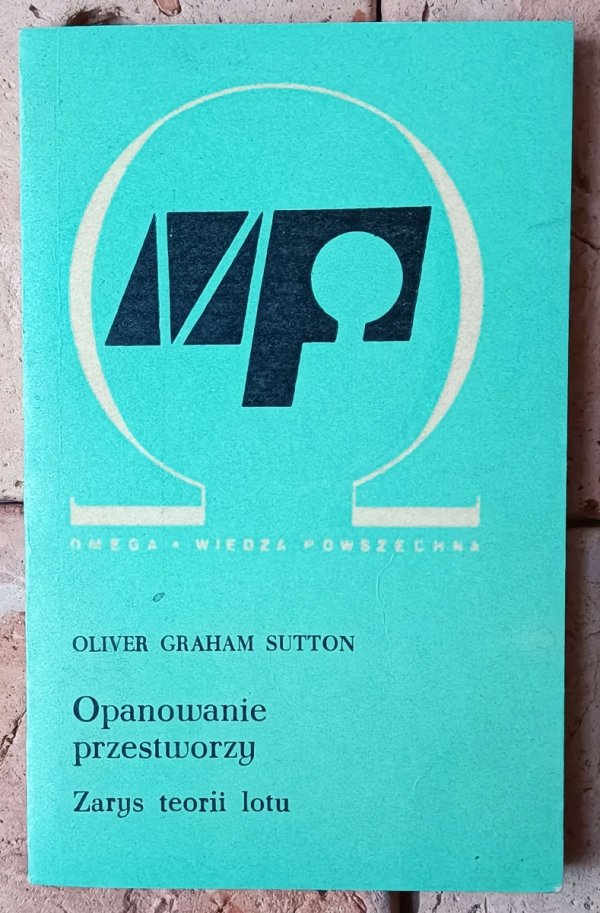 OMEGA • WIEDZA POWSZECHNA
OLIVER GRAHAM SUTTON
Opanowanie
przestworzy
Zarys teorii lotu